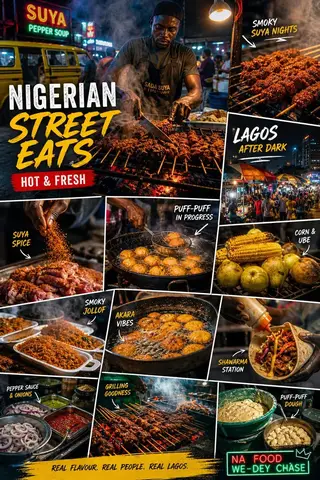 SUYA
PEPPER SOUP
NIGERIAN
STREET
EATS
HOT & FRESH
SMOKY
SUYA NIGHTS
LAGOS
AFTER DARK
SUYA
SPICE
PUFF-PUFF
IN PROGRESS
CORN &
UBE
SMOKY
JOLLOF
AKARA
VIBES
SHAWARMA
STATION
PEPPER SAUCE
& ONIONS
GRILLING
GOODNESS
PUFF-PUFF
DOUGH
REAL FLAVOUR. REAL PEOPLE. REAL LAGOS.
NA FOOD
WE-DEY CHASE